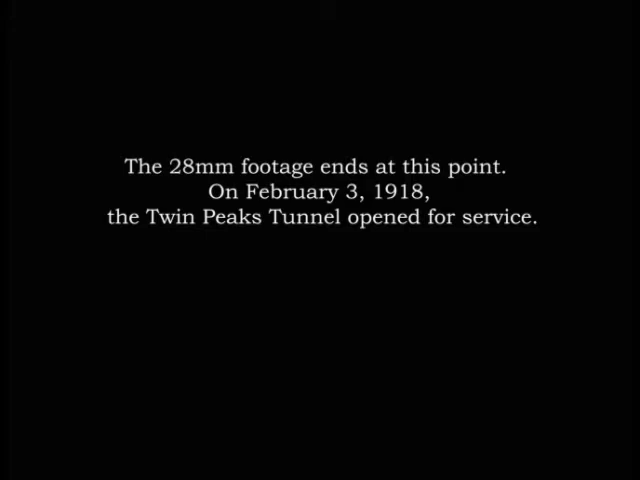 The 28mm footage ends at this point.
On February 3, 1918,
the Twin Peaks Tunnel opened for service.